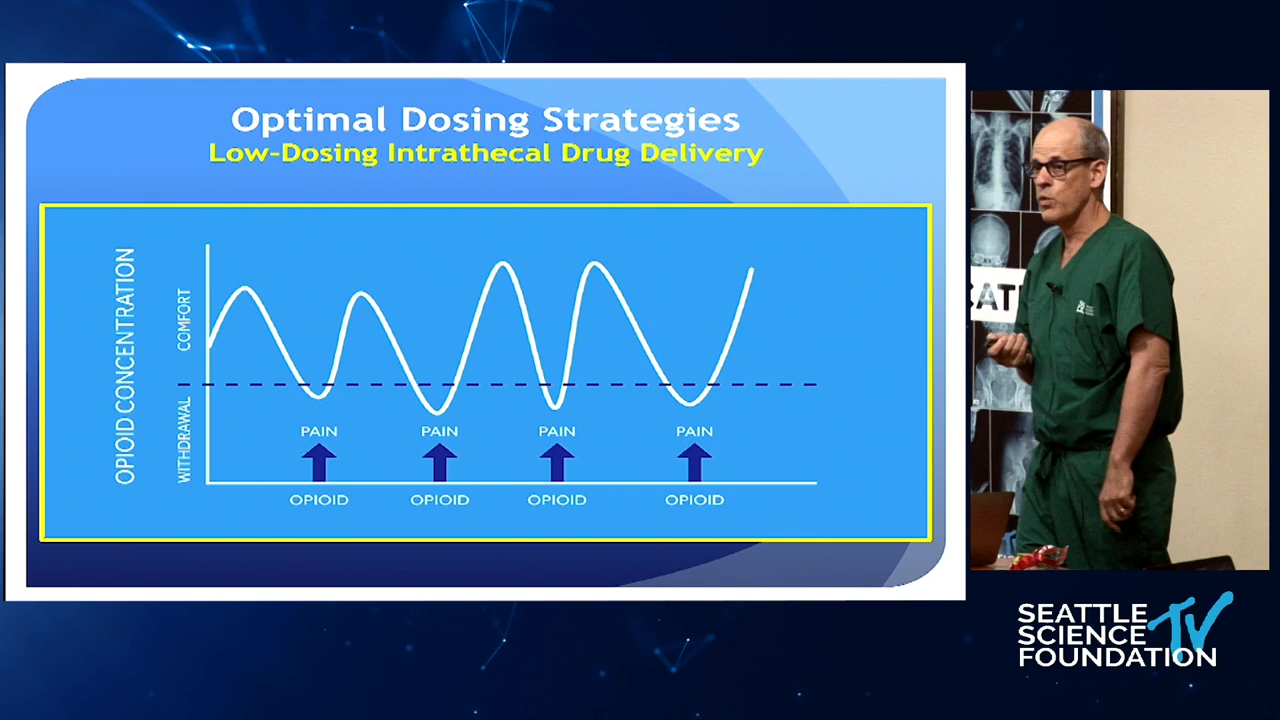 Optimal Dosing Strategies
Low-Dosing Intrathecal Drug Delivery
OPIOID CONCENTRATION
COMFORT
WITHDRAWAL
PAIN PAIN PAIN PAIN
OPIOID OPIOID OPIOID OPIOID
CAT
SEATTLE
SCIENCE TV
FOUNDATION